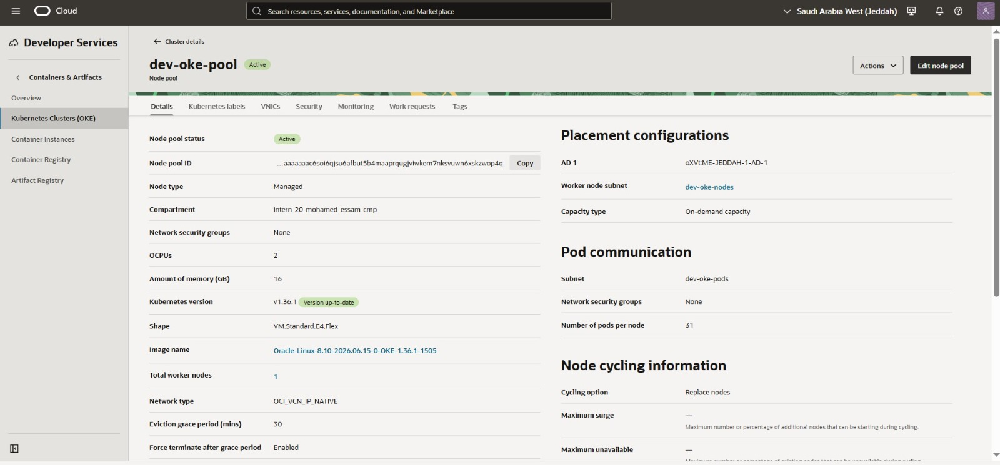 Cloud
Search resources, services, documentation, and Marketplace
Saudi Arabia West (Jeddah)
Developer Services
Containers & Artifacts
Overview
Kubernetes Clusters (OKE)
Container Instances
Container Registry
Artifact Registry
Cluster details
dev-oke-pool Active
Node pool
Actions
Edit node pool
Details Kubernetes labels VNICs Security Monitoring Work requests Tags
Node pool status Active
Node pool ID ...aaaaaaac6soi6qjsu6afbut5b4maaprqugjviwkem7nksvuwn6xskzwop4q Copy
Node type Managed
Compartment intern-20-mohamed-essam-cmp
Network security groups None
OCPUs 2
Amount of memory (GB) 16
Kubernetes version v1.36.1 Version up-to-date
Shape VM.Standard.E4.Flex
Image name Oracle-Linux-8.10-2026.06.15-0-OKE-1.36.1-1505
Total worker nodes 1
Network type OCI_VCN_IP_NATIVE
Eviction grace period (mins) 30
Force terminate after grace period Enabled
Placement configurations
AD 1 oXVt:ME-JEDDAH-1-AD-1
Worker node subnet dev-oke-nodes
Capacity type On-demand capacity
Pod communication
Subnet dev-oke-pods
Network security groups None
Number of pods per node 31
Node cycling information
Cycling option Replace nodes
Maximum surge —
Maximum number or percentage of additional nodes that can be starting during cycling.
Maximum unavailable —